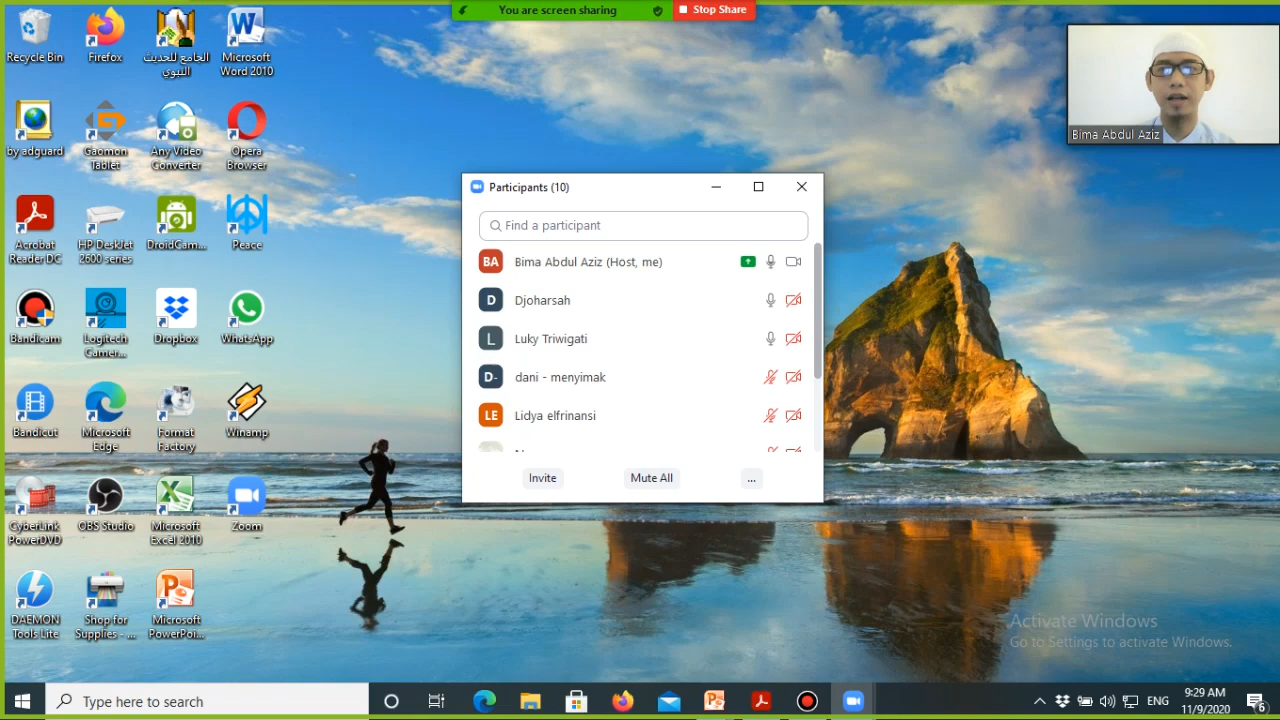 You are screen sharing
Stop Share
Recycle Bin
Firefox
الجامع للحديث
النبوي
Microsoft
Word 2010
by adguard
Gaomon
Tablet
Any Video
Converter
Opera
Browser
Acrobat
Reader DC
HP DeskJet
2600 series
DroidCam...
Peace
Bandicam
Logitech
Camer...
Dropbox
WhatsApp
Bandicut
Microsoft
Edge
Format
Factory
Winamp
CyberLink
PowerDVD
OBS Studio
Microsoft
Excel 2010
Zoom
DAEMON
Tools Lite
Shop for
Supplies - ...
Microsoft
PowerPoi...
Bima Abdul Aziz
Participants (10)
Find a participant
BA Bima Abdul Aziz (Host, me)
D Djoharsah
L Luky Triwigati
D- dani - menyimak
LE Lidya elfrinansi
Invite
Mute All
...
Activate Windows
Go to Settings to activate Windows.
Type here to search
ENG
9:29 AM
11/9/2020
6